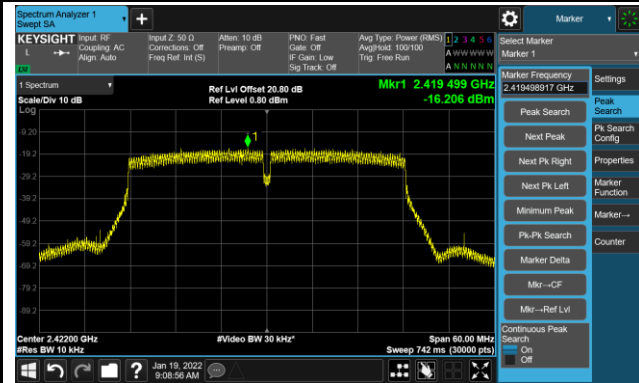 Spectrum Analyzer 1
Swept SA
+
Marker
KEYSIGHT
L
Input: RF
Coupling: AC
Align: Auto
Input Z: 50 Ω
Corrections: Off
Freq Ref: Int (S)
Atten: 10 dB
Preamp: Off
PNO: Fast
Gate: Off
IF Gain: Low
Sig Track: Off
Avg Type: Power (RMS)
Avg|Hold: 100/100
Trig: Free Run
1 2 3 4 5 6
A W W W W W
A N N N N N
Select Marker
Marker 1
1 Spectrum
Scale/Div 10 dB
Log
Ref Lvl Offset 20.80 dB
Ref Level 0.80 dBm
Mkr1 2.419 499 GHz
-16.206 dBm
-9.20
-19.2
-29.2
-39.2
-49.2
-59.2
-69.2
-79.2
-89.2
1
Center 2.42200 GHz
#Res BW 10 kHz
#Video BW 30 kHz*
Span 60.00 MHz
Sweep 742 ms (30000 pts)
Marker Frequency
2.419498917 GHz
Peak Search
Next Peak
Next Pk Right
Next Pk Left
Minimum Peak
Pk-Pk Search
Marker Delta
Mkr→CF
Mkr→Ref Lvl
Continuous Peak
Search
On
Off
Settings
Peak
Search
Pk Search
Config
Properties
Marker
Function
Marker→
Counter
?
Jan 19, 2022
9:08:56 AM